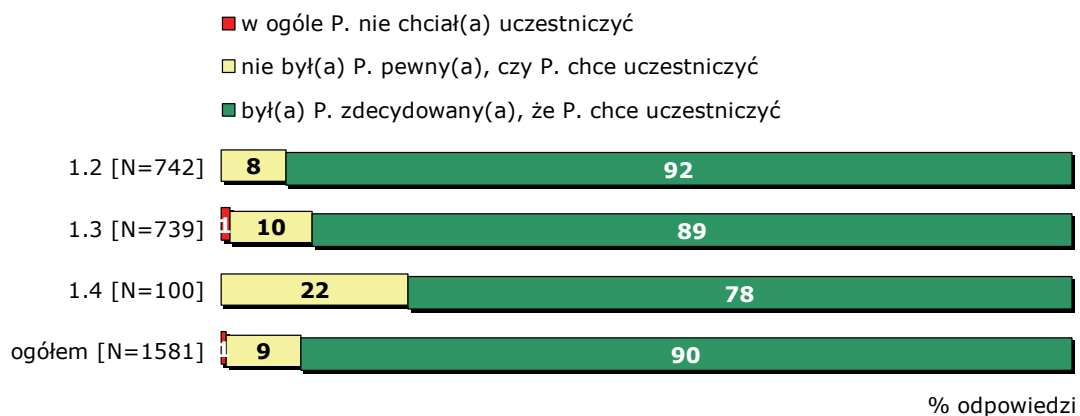 w ogóle P. nie chciał(a) uczestniczyć
nie był(a) P. pewny(a), czy P. chce uczestniczyć
był(a) P. zdecydowany(a), że P. chce uczestniczyć
1.2 [N=742] 8 92
1.3 [N=739] 1 10 89
1.4 [N=100] 22 78
ogółem [N=1581] 1 9 90
% odpowiedzi